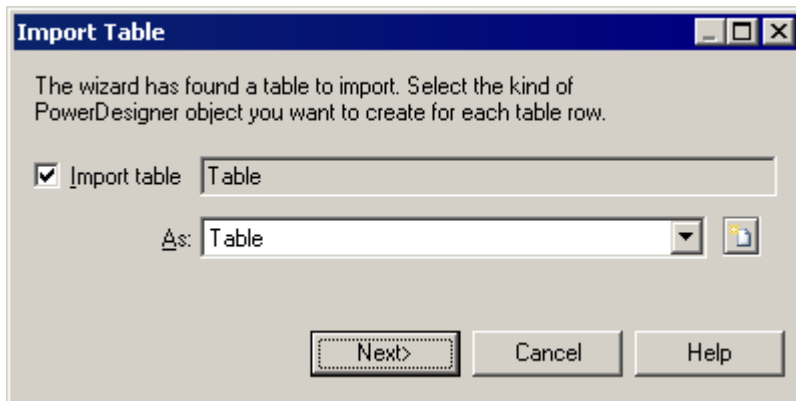 Import Table
The wizard has found a table to import. Select the kind of
PowerDesigner object you want to create for each table row.
Import table Table
As: Table
Next> Cancel Help